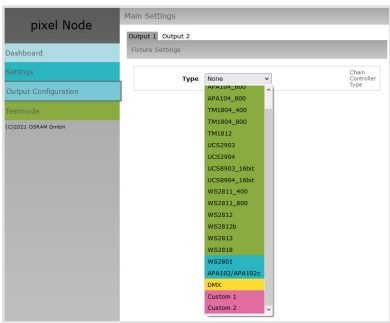 Main Settings
pixel Node
Output 1 Output 2
Fixture Settings
Dashboard
Settings
Output Configuration
Testmode
(C)2021 OSRAM GmbH
Type
None
Chain
Controller
Type
APA104_600
APA104_800
TM1804_400
TM1804_800
TM1812
UCS2903
UCS2904
UCS8903_16bit
UCS8904_16bit
WS2811_400
WS2811_800
WS2812
WS2812b
WS2813
WS2818
WS2801
APA102/APA102c
DMX
Custom 1
Custom 2